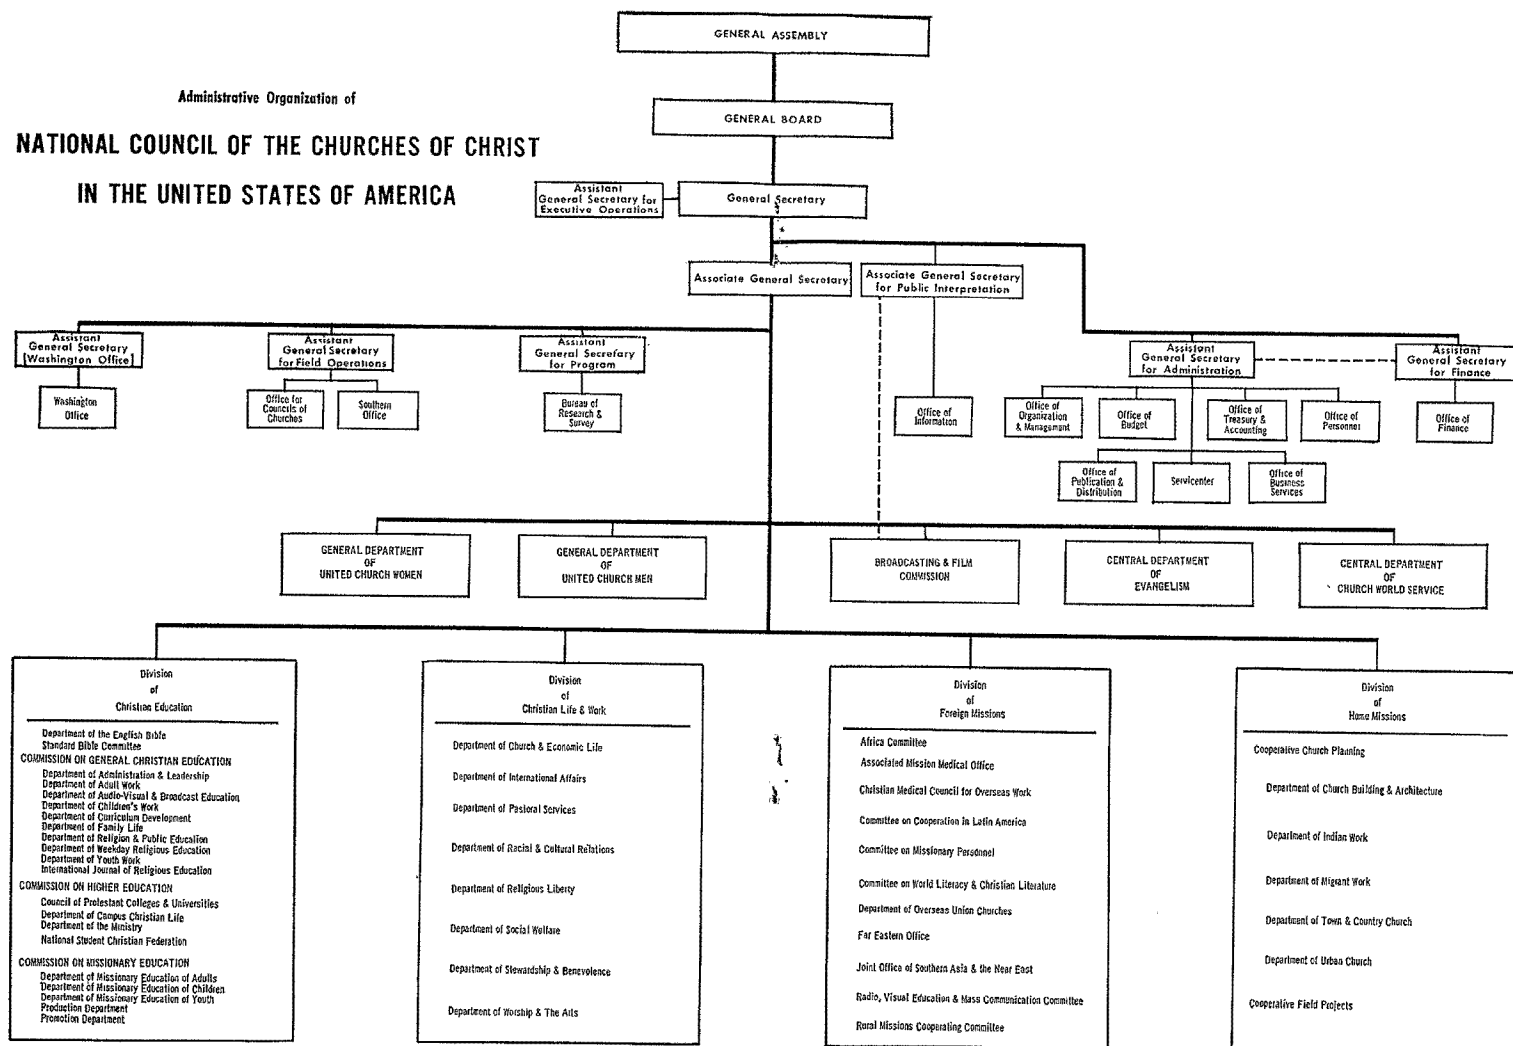 GENERAL ASSEMBLY
Administrative Organization of
NATIONAL COUNCIL OF THE CHURCHES OF CHRIST
IN THE UNITED STATES OF AMERICA
GENERAL BOARD
Assistant
General Secretary for
Executive Operations
General Secretary
Associate General Secretary
Associate General Secretary
for Public Interpretation
Assistant
General Secretary
[Washington Office]
Assistant
General Secretary
for Field Operations
Assistant
General Secretary
for Program
Assistant
General Secretary
for Administration
Assistant
General Secretary
for Finance
Washington
Office
Office for
Councils of
Churches
Southern
Office
Bureau of
Research &
Survey
Office of
Information
Office of
Organization
& Management
Office of
Budget
Office of
Treasury &
Accounting
Office of
Personnel
Office of
Finance
Office of
Publication &
Distribution
Servicenter
Office of
Business
Services
GENERAL DEPARTMENT
OF
UNITED CHURCH WOMEN
GENERAL DEPARTMENT
OF
UNITED CHURCH MEN
BROADCASTING & FILM
COMMISSION
CENTRAL DEPARTMENT
OF
EVANGELISM
CENTRAL DEPARTMENT
OF
CHURCH WORLD SERVICE
Division
of
Christian Education
Department of the English Bible
Standard Bible Committee
COMMISSION ON GENERAL CHRISTIAN EDUCATION
Department of Administration & Leadership
Department of Adult Work
Department of Audio-Visual & Broadcast Education
Department of Children's Work
Department of Curriculum Development
Department of Family Life
Department of Religion & Public Education
Department of Weekday Religious Education
Department of Youth Work
International Journal of Religious Education
COMMISSION ON HIGHER EDUCATION
Council of Protestant Colleges & Universities
Department of Campus Christian Life
Department of the Ministry
National Student Christian Federation
COMMISSION ON MISSIONARY EDUCATION
Department of Missionary Education of Adults
Department of Missionary Education of Children
Department of Missionary Education of Youth
Production Department
Promotion Department
Division
of
Christian Life & Work
Department of Church & Economic Life
Department of International Affairs
Department of Pastoral Services
Department of Racial & Cultural Relations
Department of Religious Liberty
Department of Social Welfare
Department of Stewardship & Benevolence
Department of Worship & The Arts
Division
of
Foreign Missions
Africa Committee
Associated Mission Medical Office
Christian Medical Council for Overseas Work
Committee on Cooperation in Latin America
Committee on Missionary Personnel
Committee on World Literacy & Christian Literature
Department of Overseas Union Churches
Far Eastern Office
Joint Office of Southern Asia & the Near East
Radio, Visual Education & Mass Communication Committee
Rural Missions Cooperating Committee
Division
of
Home Missions
Cooperative Church Planning
Department of Church Building & Architecture
Department of Indian Work
Department of Migrant Work
Department of Town & Country Church
Department of Urban Church
Cooperative Field Projects